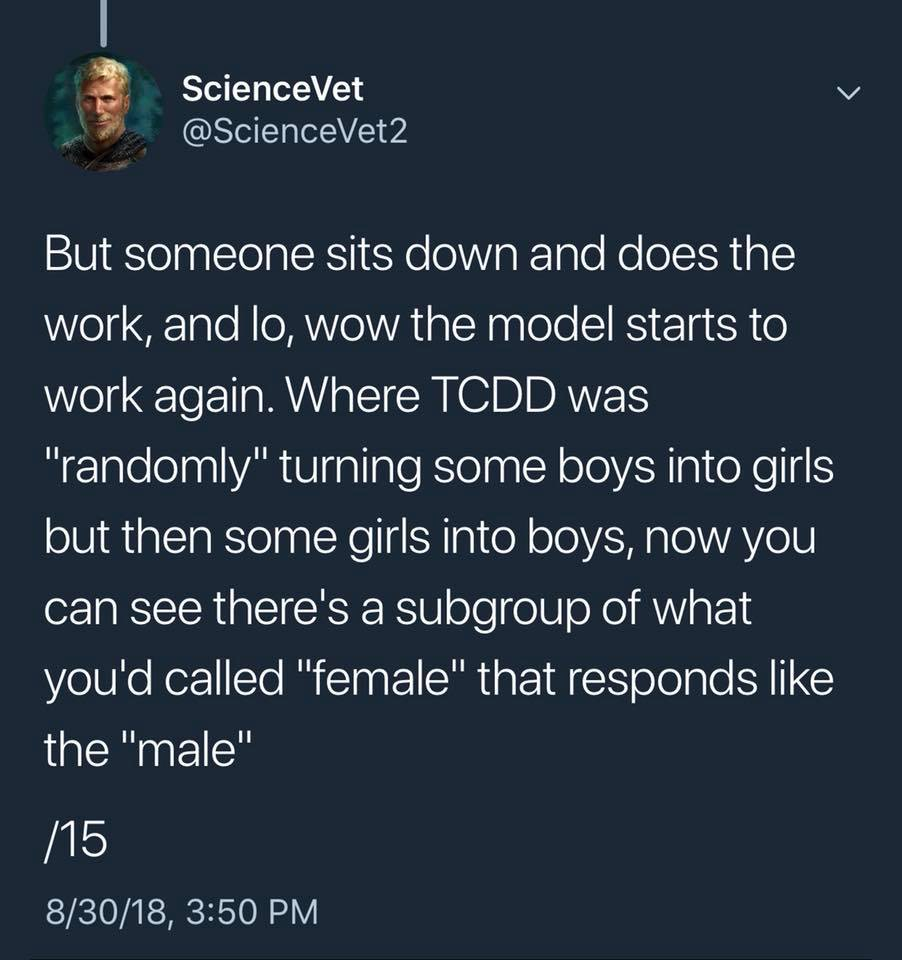 ScienceVet
@ScienceVet2
But someone sits down and does the
work, and lo, wow the model starts to
work again. Where TCDD was
"randomly" turning some boys into girls
but then some girls into boys, now you
can see there's a subgroup of what
you'd called "female" that responds like
the "male"
/15
8/30/18, 3:50 PM